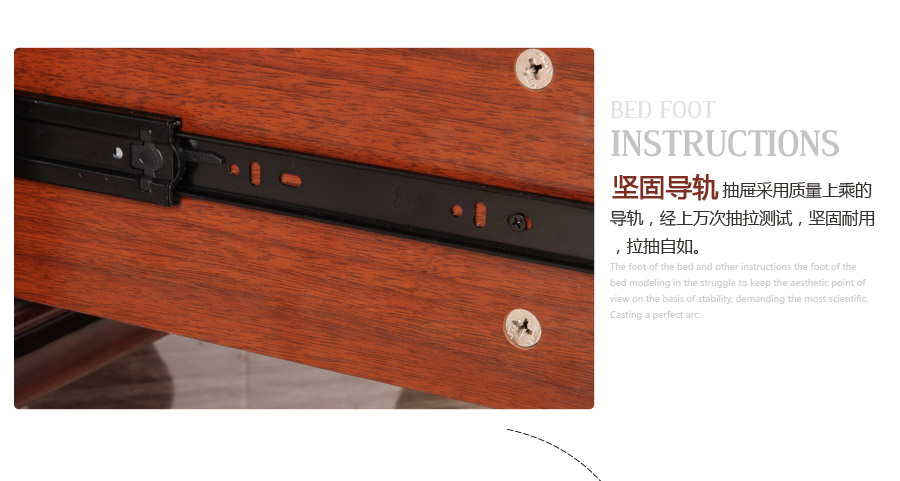 BED FOOT
INSTRUCTIONS
坚固导轨 抽屉采用质量上乘的
导轨，经上万次抽拉测试，坚固耐用
，拉抽自如。
The foot of the bed and other instructions the foot of the
bed modeling in the struggle to keep the aesthetic point of
view on the basis of stability, demanding the most scientific.
Casting a perfect arc.